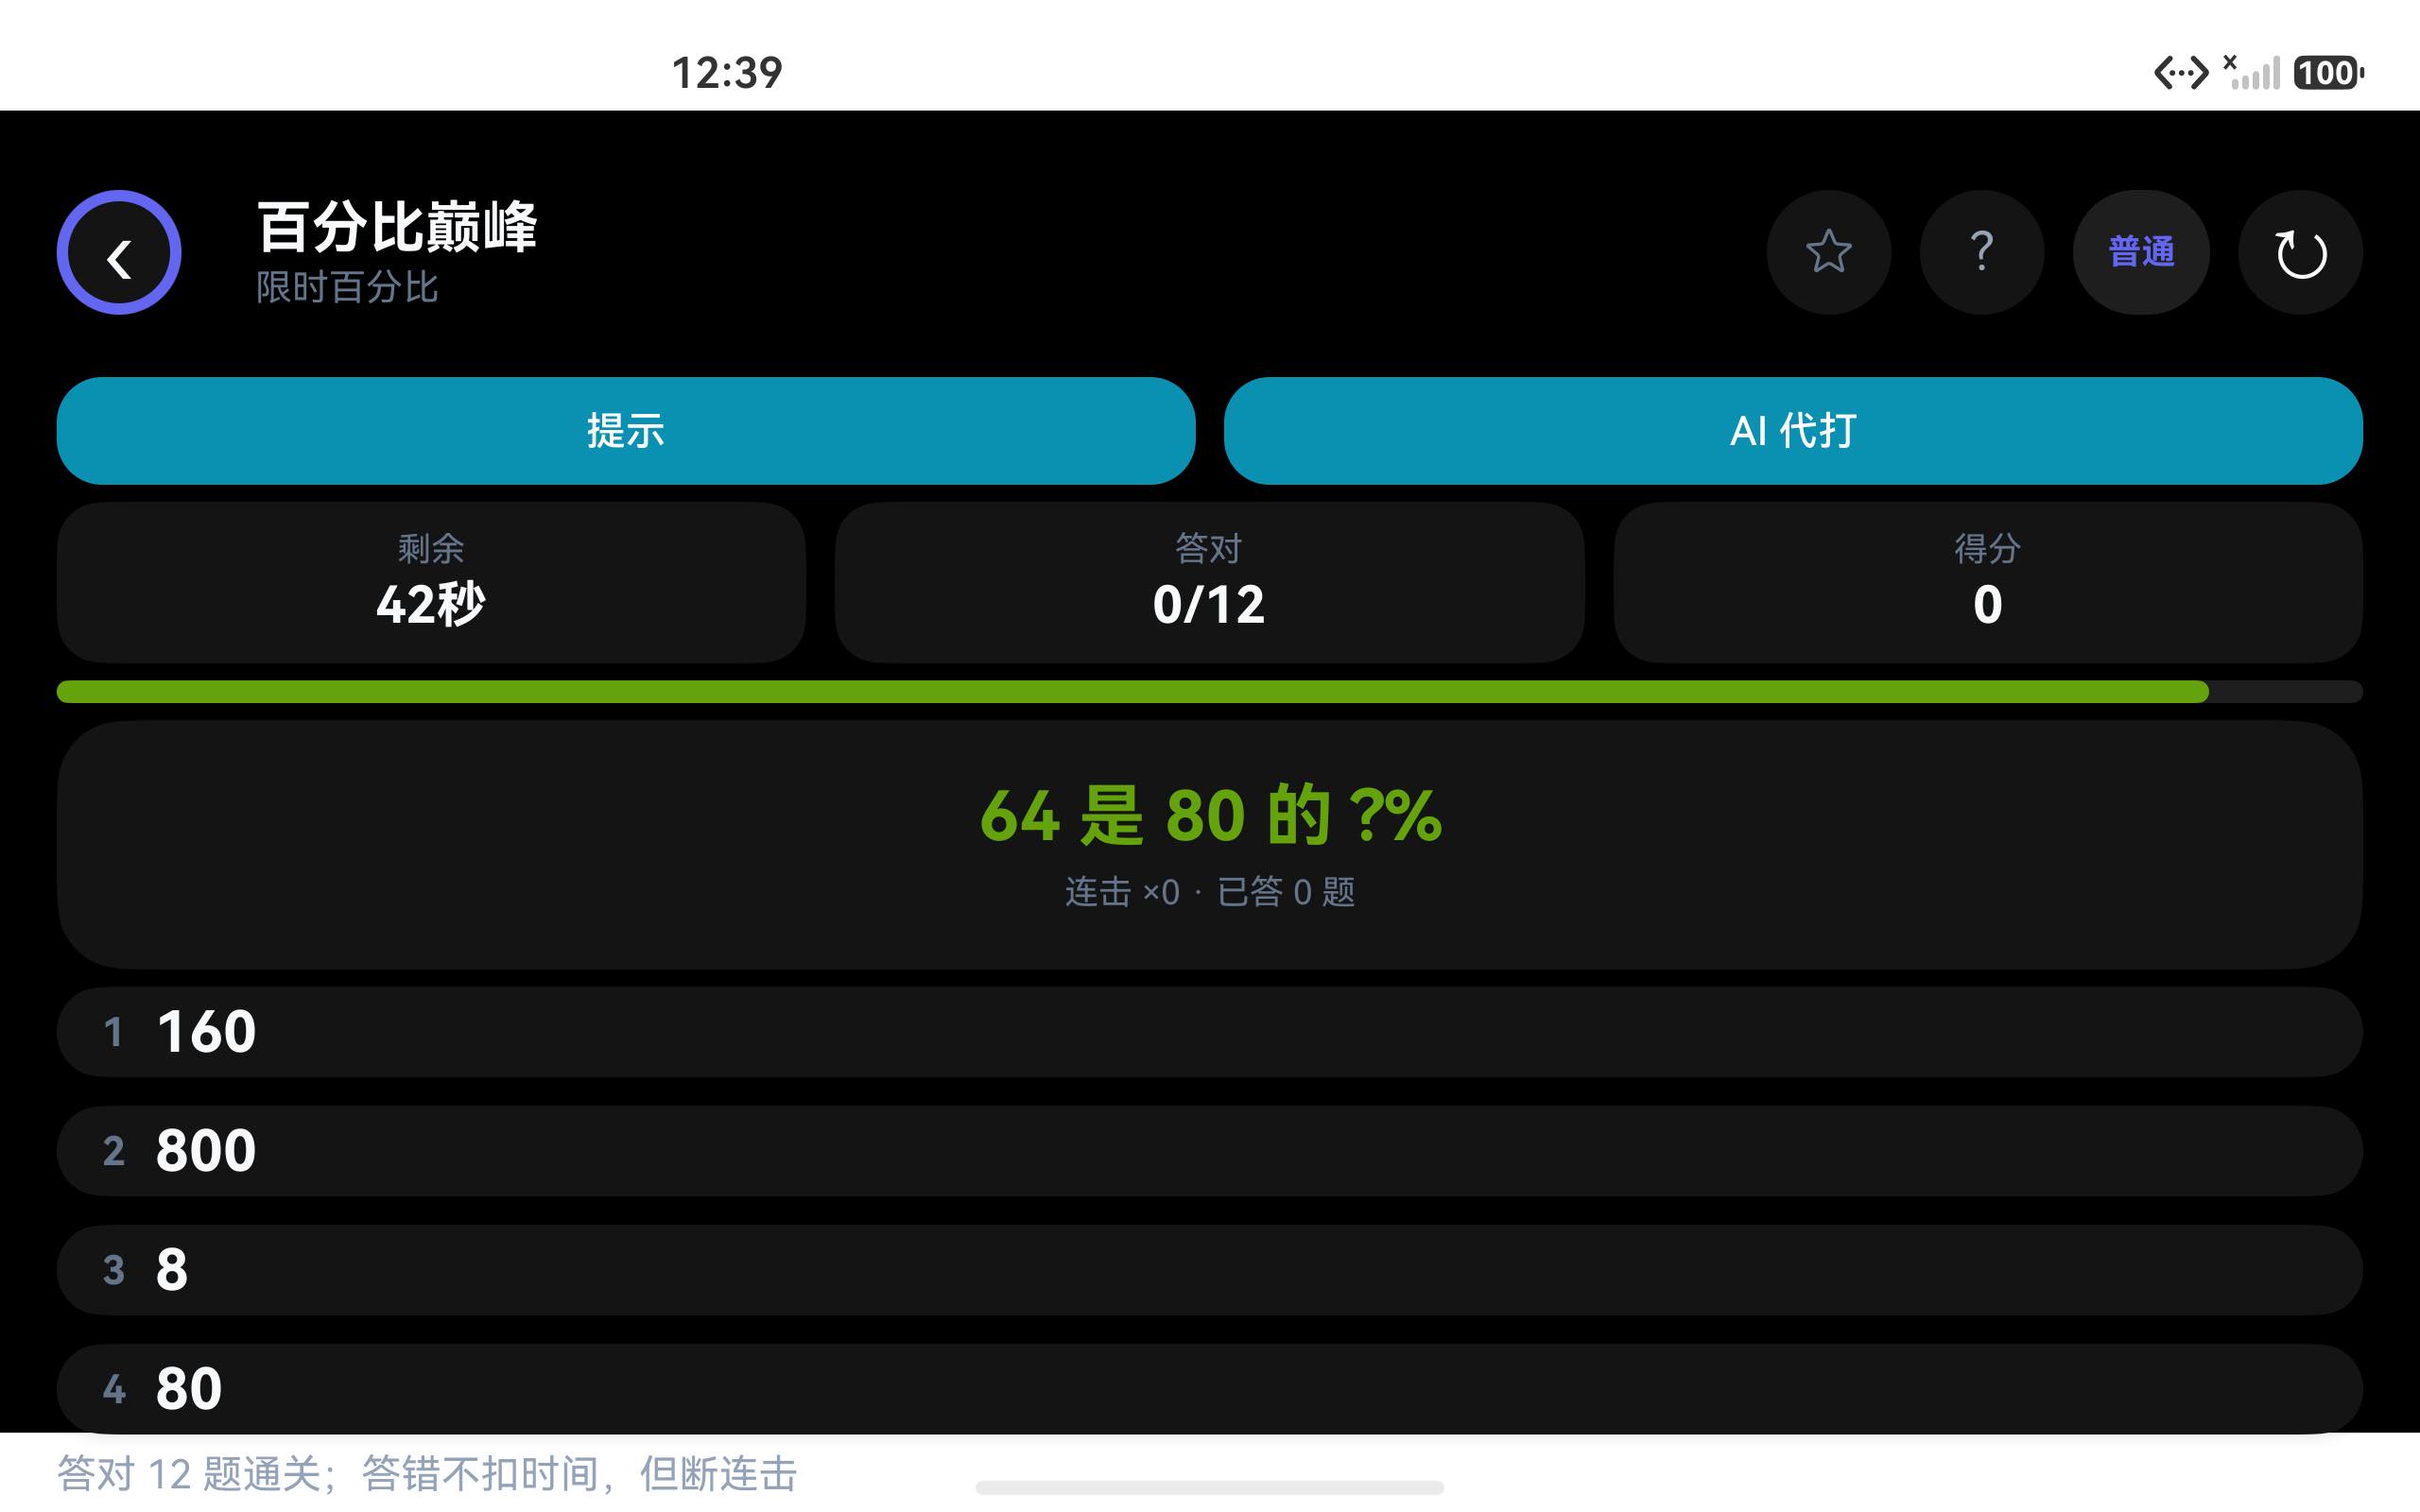 12:39
100
百分比巅峰
限时百分比
?
普通
提示
AI 代打
剩余
42秒
答对
0/12
得分
0
64 是 80 的 ?%
连击 ×0 · 已答 0 题
1 160
2 800
3 8
4 80
答对 12 题通关；答错不扣时间，但断连击